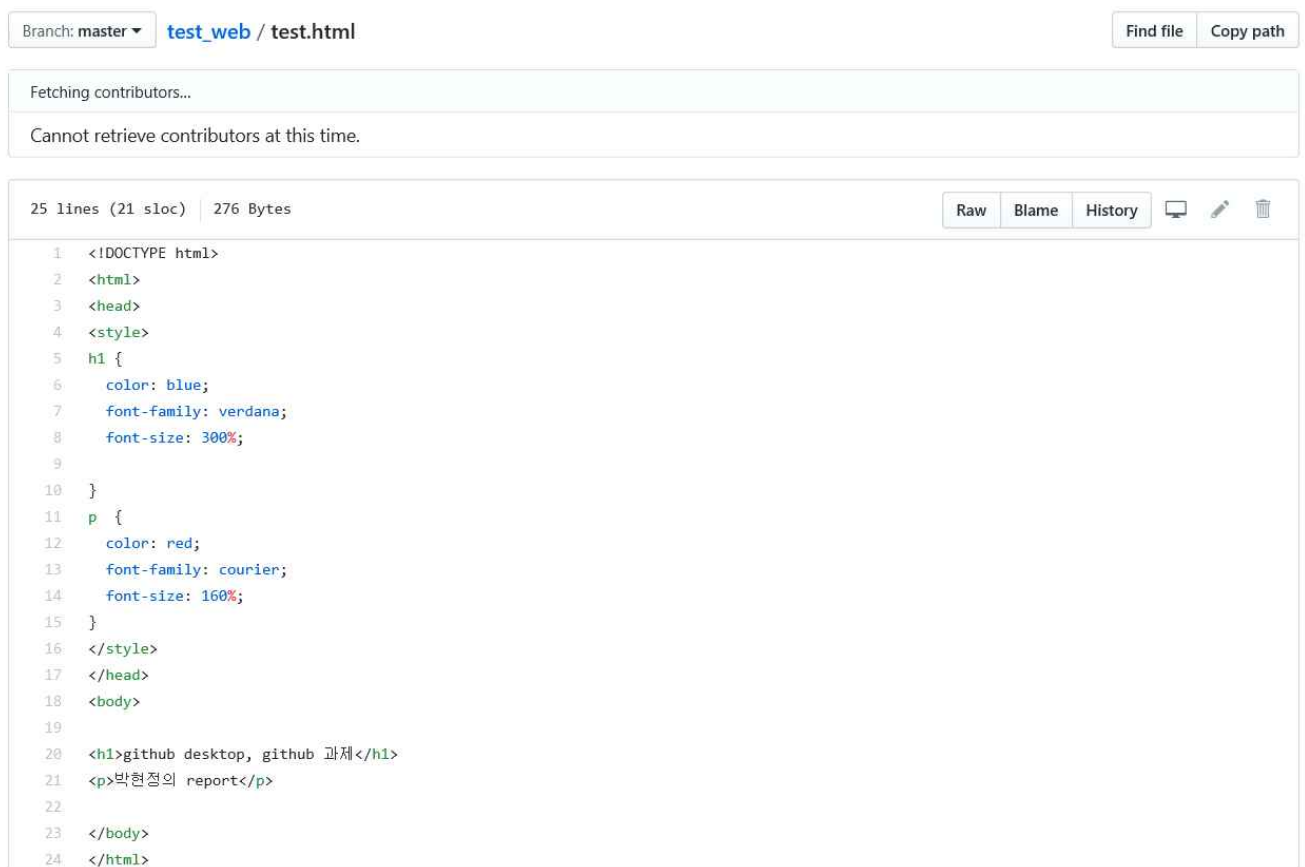 Branch: master test_web / test.html Find file Copy path
Fetching contributors...
Cannot retrieve contributors at this time.
25 lines (21 sloc) 276 Bytes Raw Blame History
1 <!DOCTYPE html>
2 <html>
3 <head>
4 <style>
5 h1 {
6   color: blue;
7   font-family: verdana;
8   font-size: 300%;
9
10 }
11 p  {
12   color: red;
13   font-family: courier;
14   font-size: 160%;
15 }
16 </style>
17 </head>
18 <body>
19
20 <h1>github desktop, github 과제</h1>
21 <p>박현정의 report</p>
22
23 </body>
24 </html>